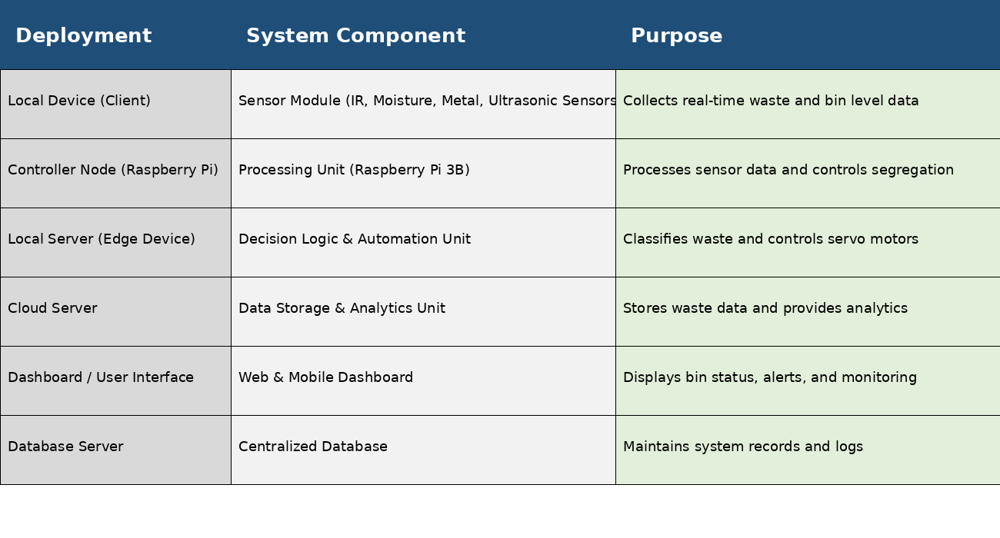 Deployment System Component Purpose
Local Device (Client) Sensor Module (IR, Moisture, Metal, Ultrasonic Sensors Collects real-time waste and bin level data
Controller Node (Raspberry Pi) Processing Unit (Raspberry Pi 3B) Processes sensor data and controls segregation
Local Server (Edge Device) Decision Logic & Automation Unit Classifies waste and controls servo motors
Cloud Server Data Storage & Analytics Unit Stores waste data and provides analytics
Dashboard / User Interface Web & Mobile Dashboard Displays bin status, alerts, and monitoring
Database Server Centralized Database Maintains system records and logs